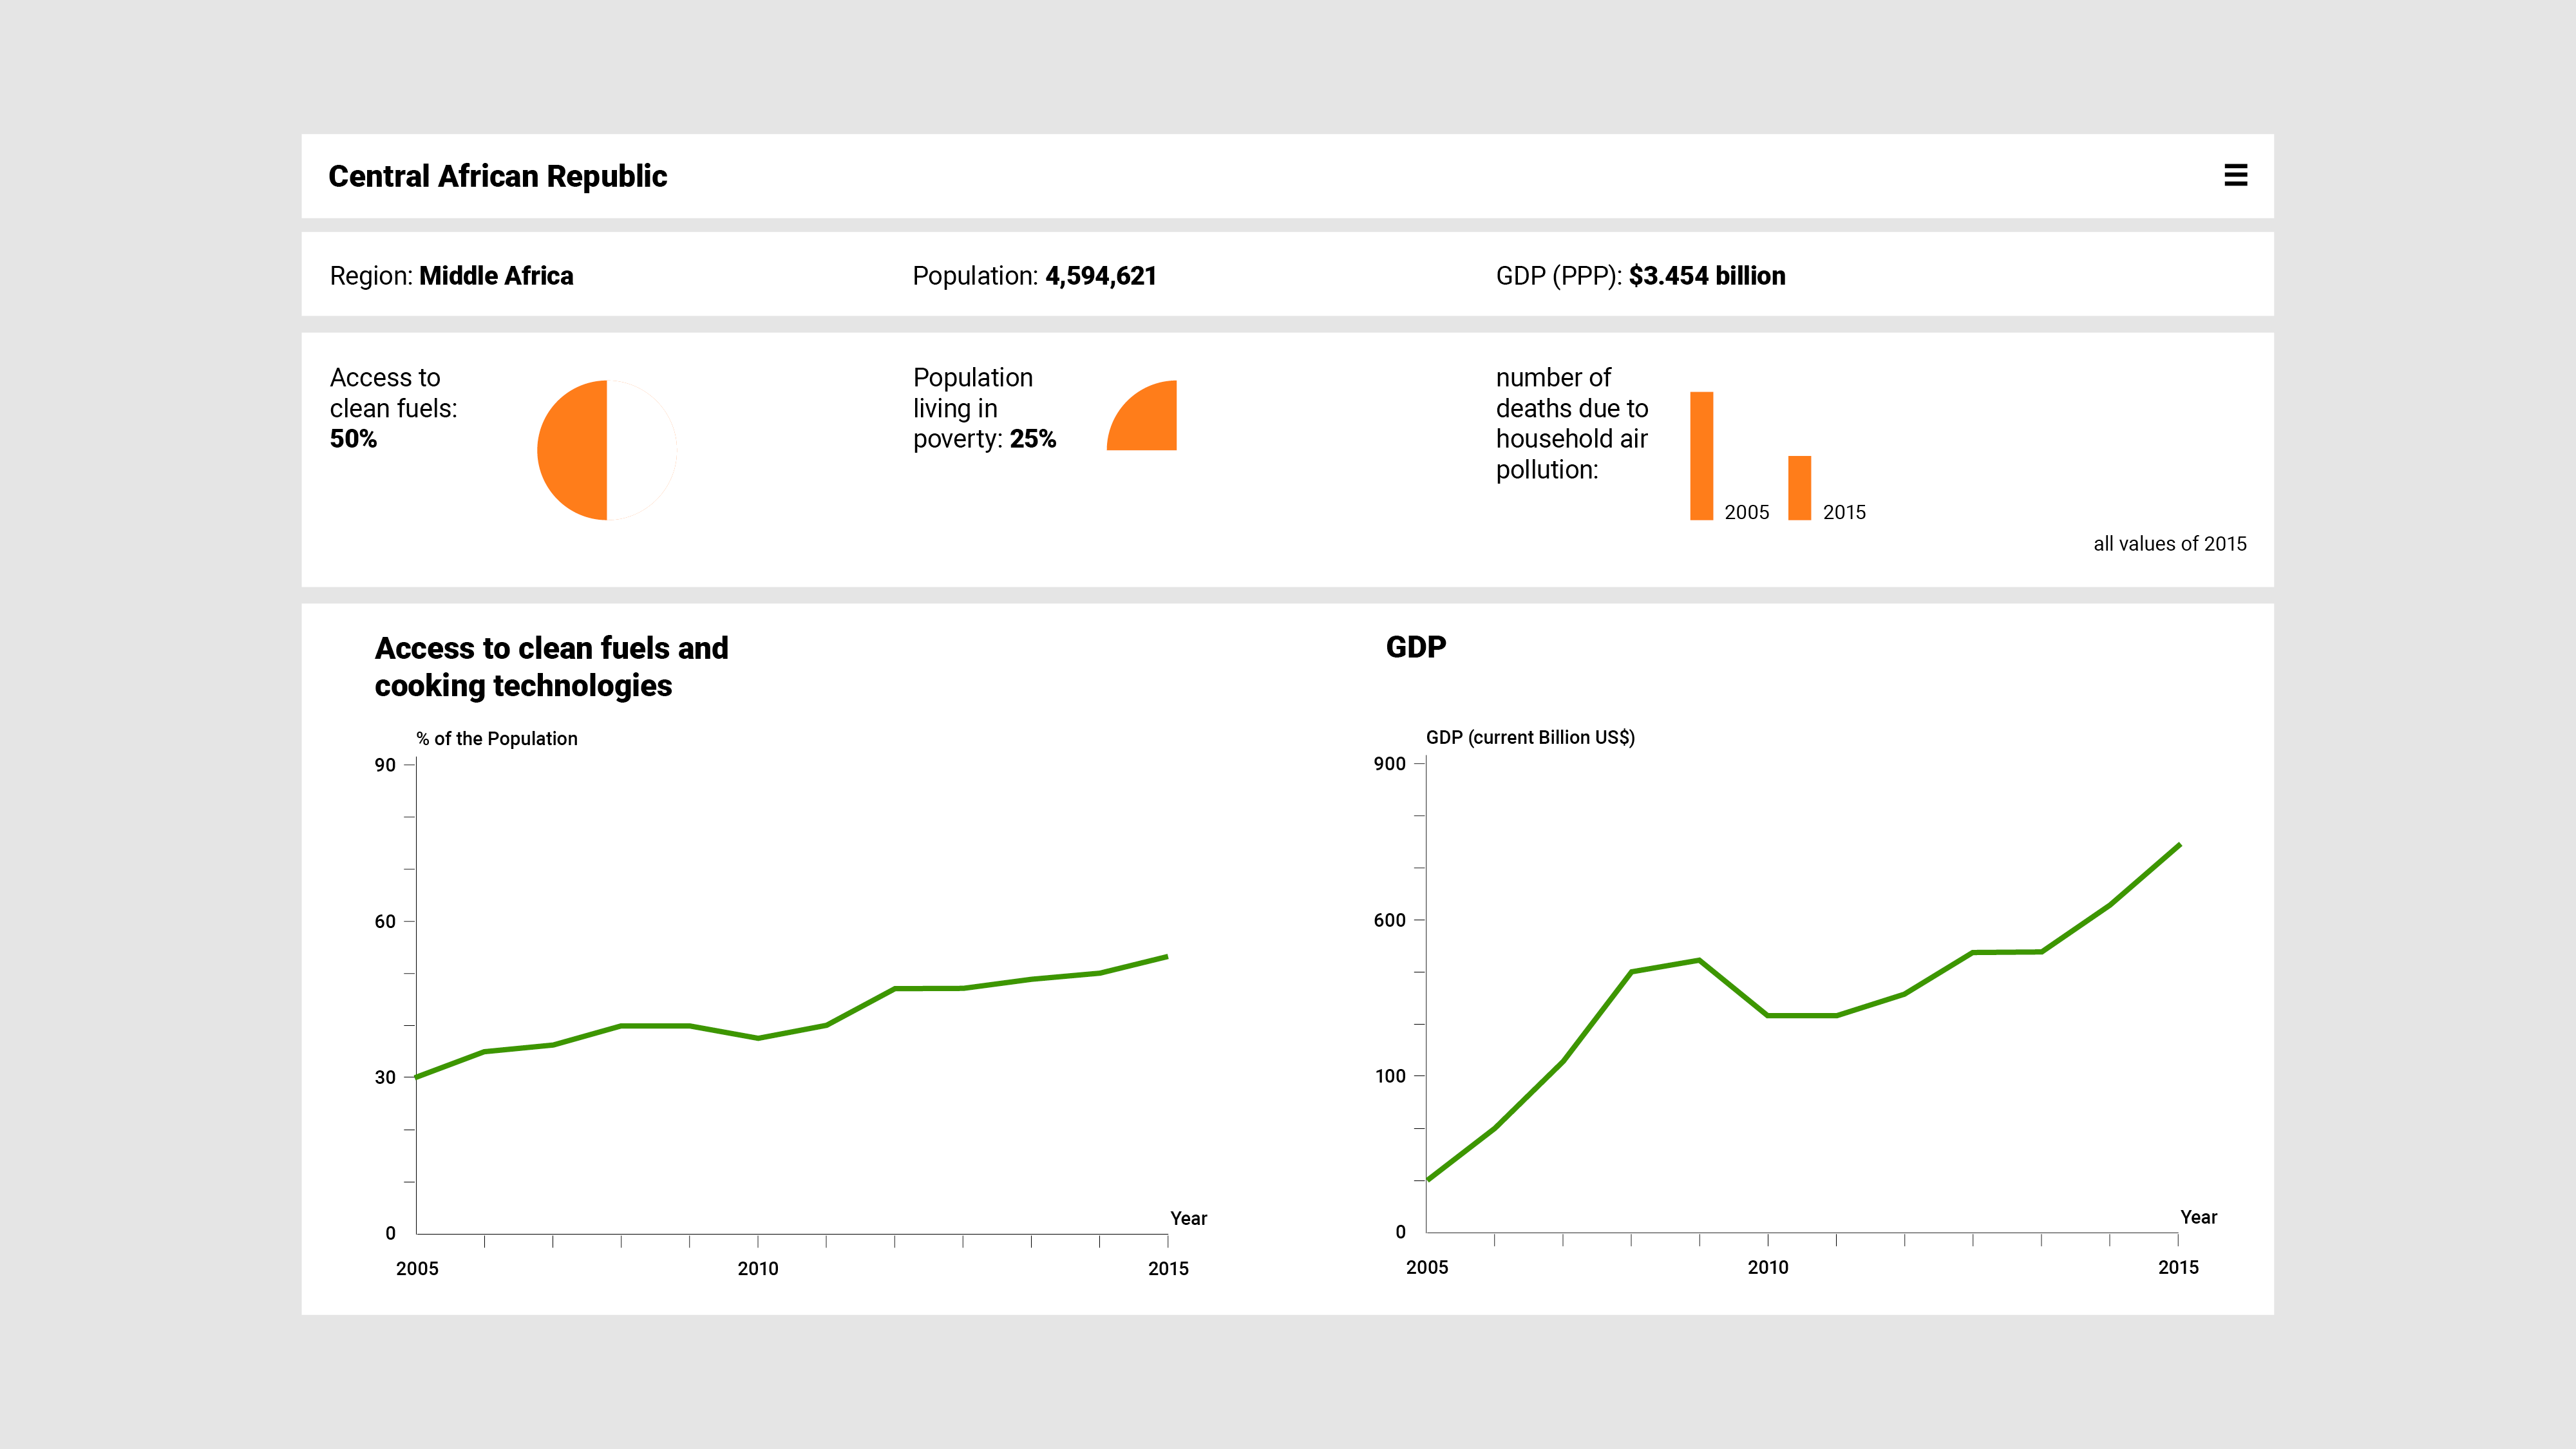 Central African Republic
Region: Middle Africa
Population: 4,594,621
GDP (PPP): $3.454 billion
Access to
clean fuels:
50%
Population
living in
poverty: 25%
number of
deaths due to
household air
pollution:
2005
2015
all values of 2015
Access to clean fuels and
cooking technologies
% of the Population
90
60
30
0
2005
2010
2015
Year
GDP
GDP (current Billion US$)
900
600
100
0
2005
2010
2015
Year